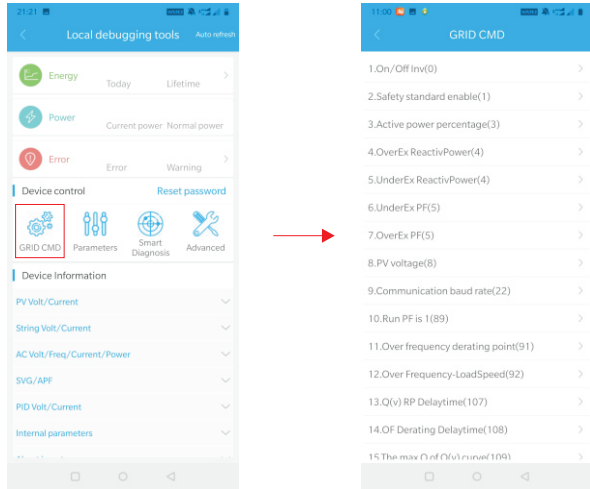 21:21
Local debugging tools
Auto refresh
Energy
Today
Lifetime
Power
Current power
Normal power
Error
Error
Warning
Device control
Reset password
GRID CMD
Parameters
Smart
Diagnosis
Advanced
Device Information
PV Volt/Current
String Volt/Current
AC Volt/Freq/Current/Power
SVG/APF
PID Volt/Current
Internal parameters
11:00
GRID CMD
1.On/Off Inv(0)
2.Safety standard enable(1)
3.Active power percentage(3)
4.OverEx ReactivPower(4)
5.UnderEx ReactivPower(4)
6.UnderEx PF(5)
7.OverEx PF(5)
8.PV voltage(8)
9.Communication baud rate(22)
10.Run PF is 1(89)
11.Over frequency derating point(91)
12.Over Frequency-LoadSpeed(92)
13.Q(v) RP Delaytime(107)
14.OF Derating Delaytime(108)
15.The max Q of Q(v) curve(109)